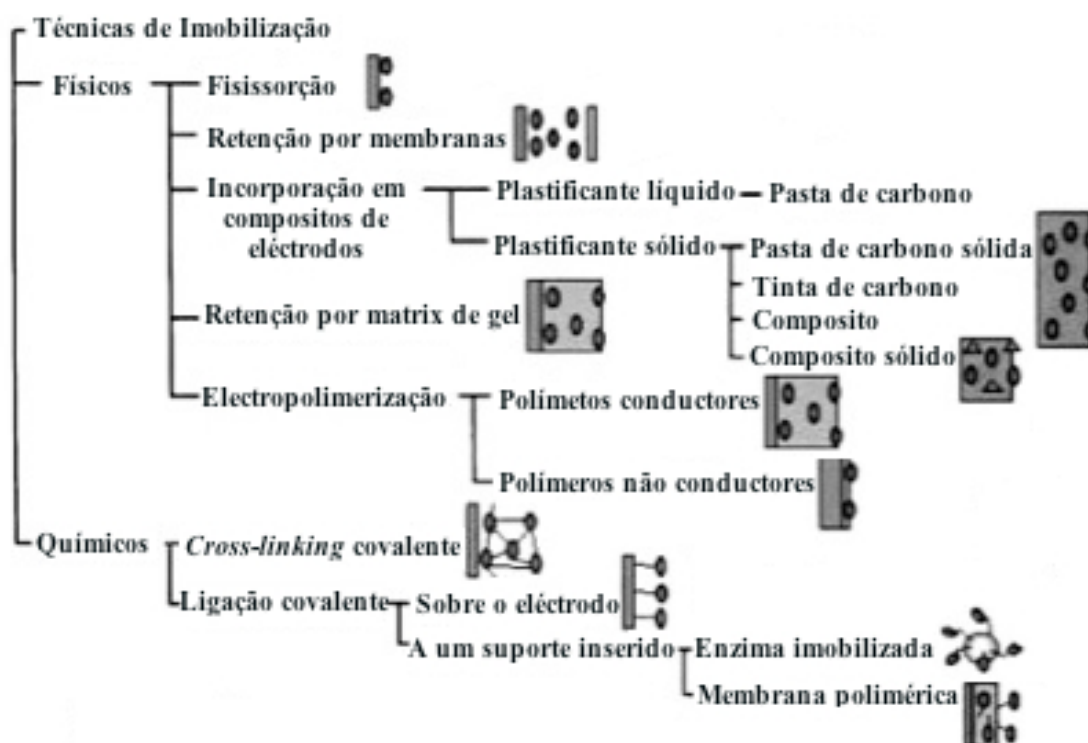 Técnicas de Imobilização
Físicos
Fisissorção
Retenção por membranas
Incorporação em
compositos de
eléctrodos
Plastificante líquido
Pasta de carbono
Plastificante sólido
Pasta de carbono sólida
Tinta de carbono
Composito
Composito sólido
Retenção por matrix de gel
Electropolimerização
Polímetos conductores
Polímeros não conductores
Químicos
Cross-linking covalente
Ligação covalente
Sobre o eléctrodo
A um suporte inserido
Enzima imobilizada
Membrana polimérica